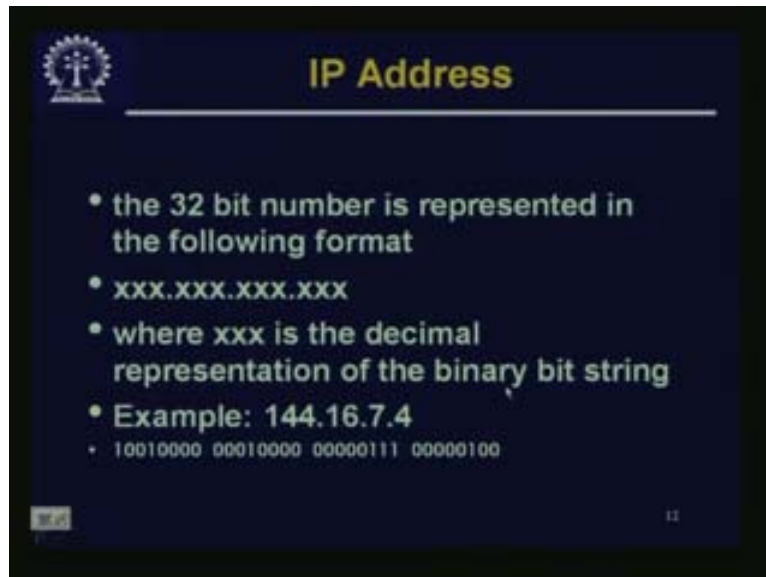 IP Address
• the 32 bit number is represented in
the following format
• xxx.xxx.xxx.xxx
• where xxx is the decimal
representation of the binary bit string
• Example: 144.16.7.4
• 10010000 00010000 00000111 00000100
12